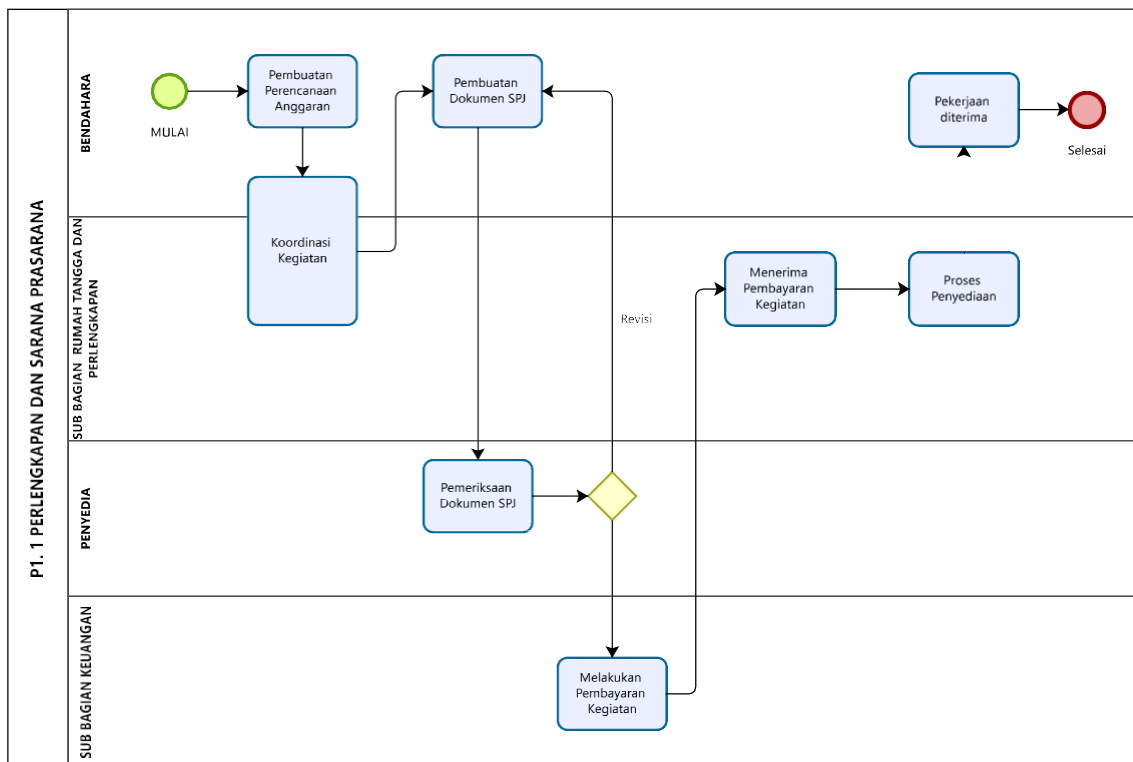 P1. 1 PERLENGKAPAN DAN SARANA PRASARANA
BENDAHARA
MULAI
Pembuatan
Perencanaan
Anggaran
Pembuatan
Dokumen SPJ
Pekerjaan
diterima
Selesai
SUB BAGIAN RUMAH TANGGA DAN
PERLENGKAPAN
Koordinasi
Kegiatan
Revisi
Menerima
Pembayaran
Kegiatan
Proses
Penyediaan
PENYEDIA
Pemeriksaan
Dokumen SPJ
SUB BAGIAN KEUANGAN
Melakukan
Pembayaran
Kegiatan